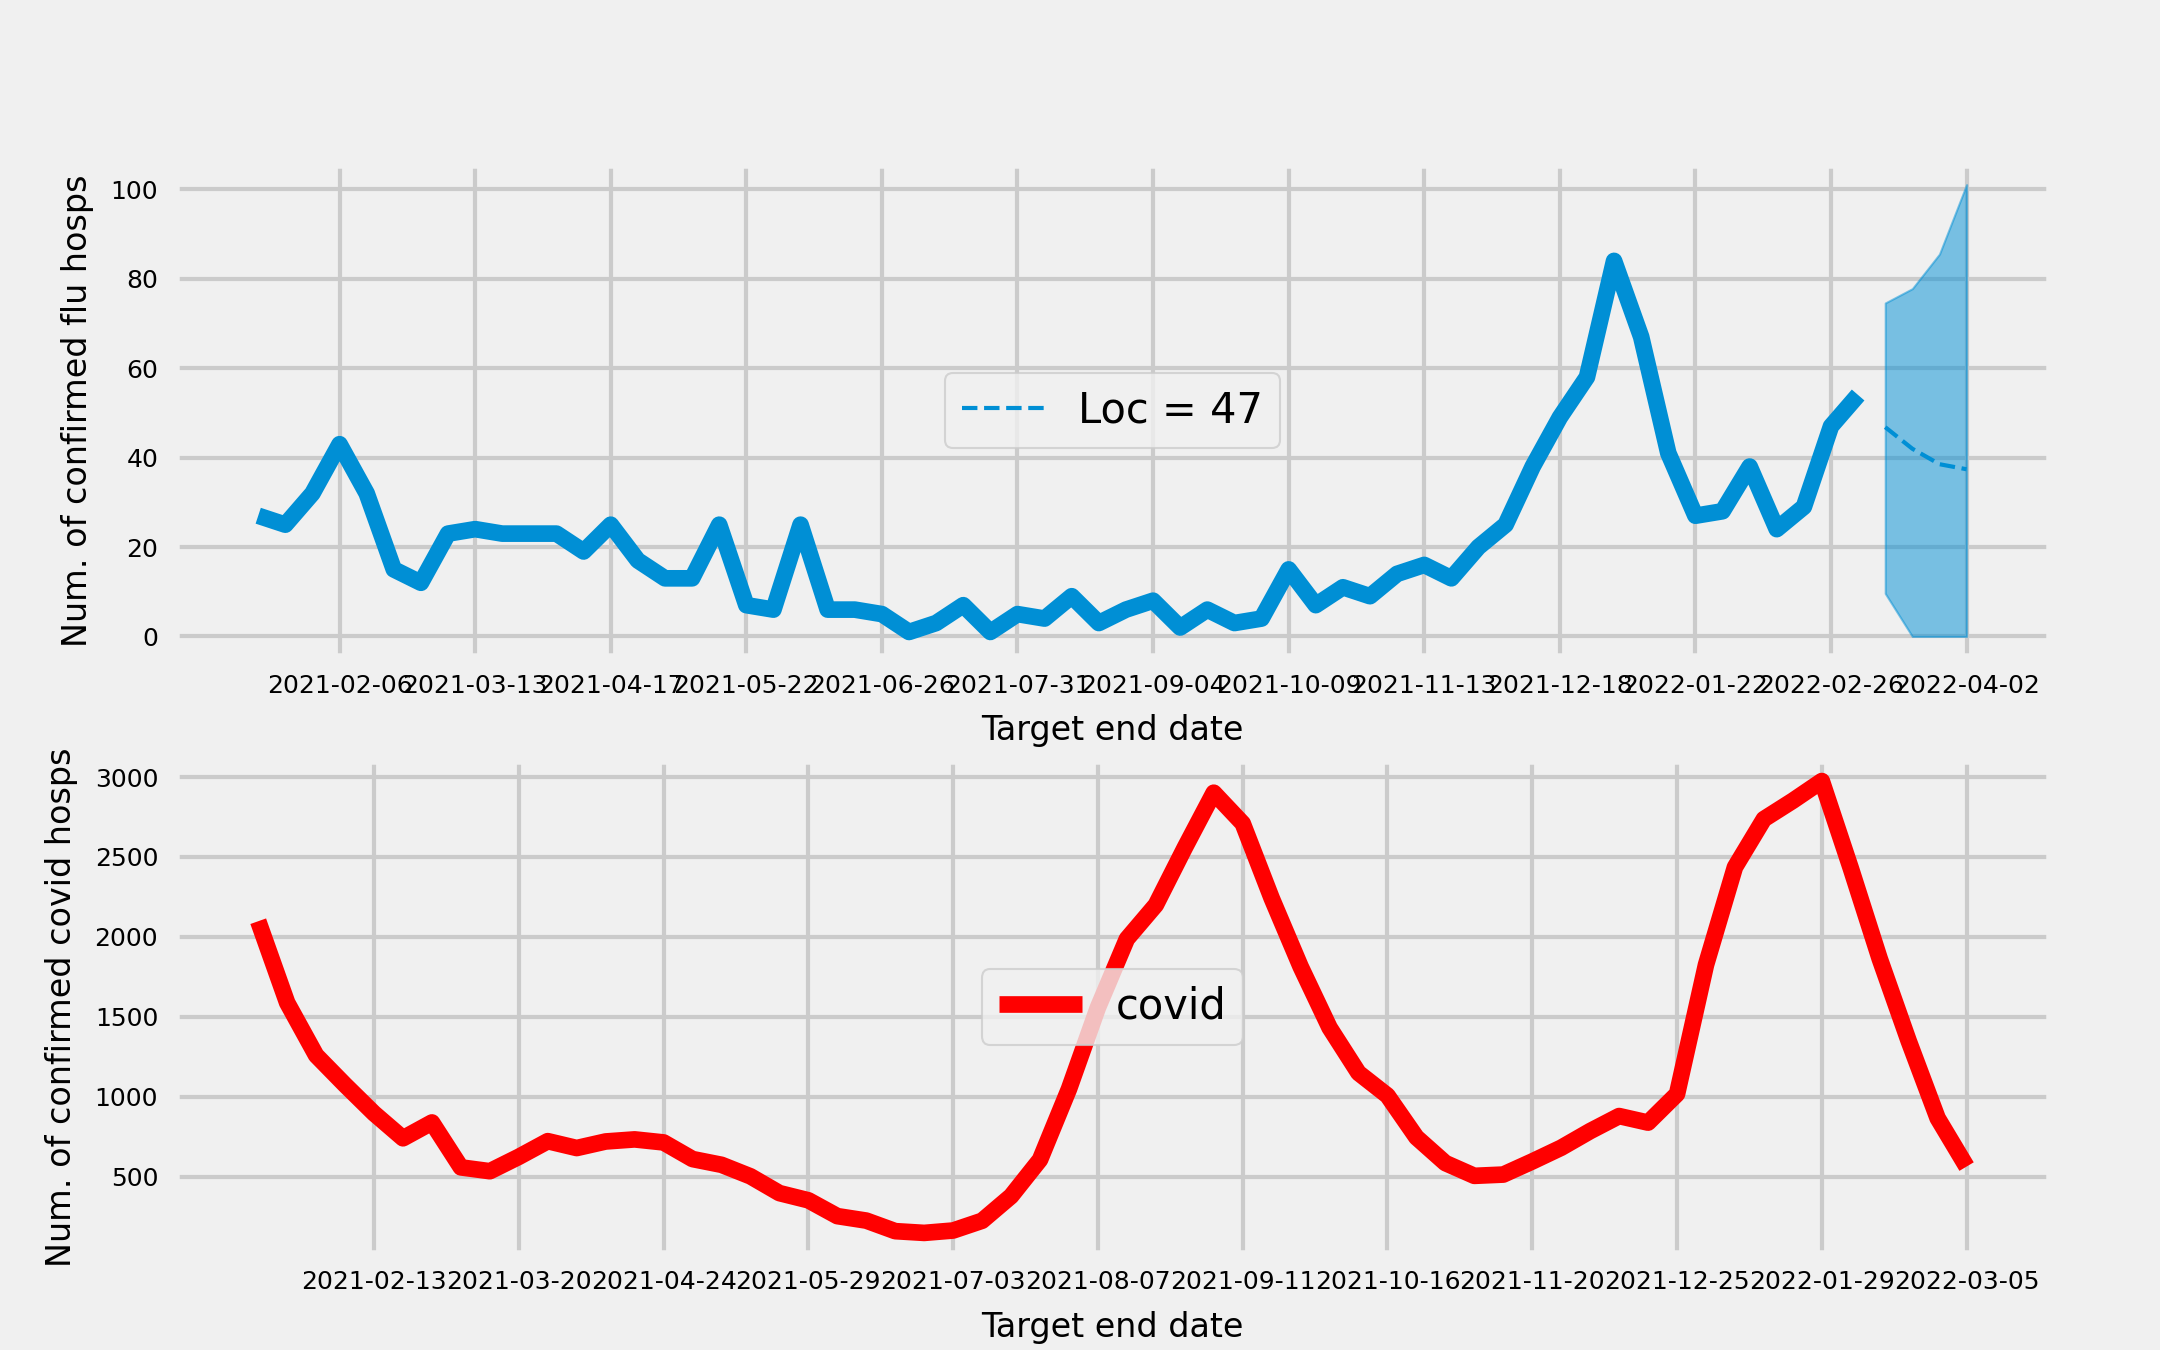 Num. of confirmed flu hosps
100
80
60
40
20
0
Loc = 47
2021-02-06 2021-03-13 2021-04-17 2021-05-22 2021-06-26 2021-07-31 2021-09-04 2021-10-09 2021-11-13 2021-12-18 2022-01-22 2022-02-26 2022-04-02
Target end date
Num. of confirmed covid hosps
3000
2500
2000
1500
1000
500
covid
2021-02-13 2021-03-20 2021-04-24 2021-05-29 2021-07-03 2021-08-07 2021-09-11 2021-10-16 2021-11-20 2021-12-25 2022-01-29 2022-03-05
Target end date